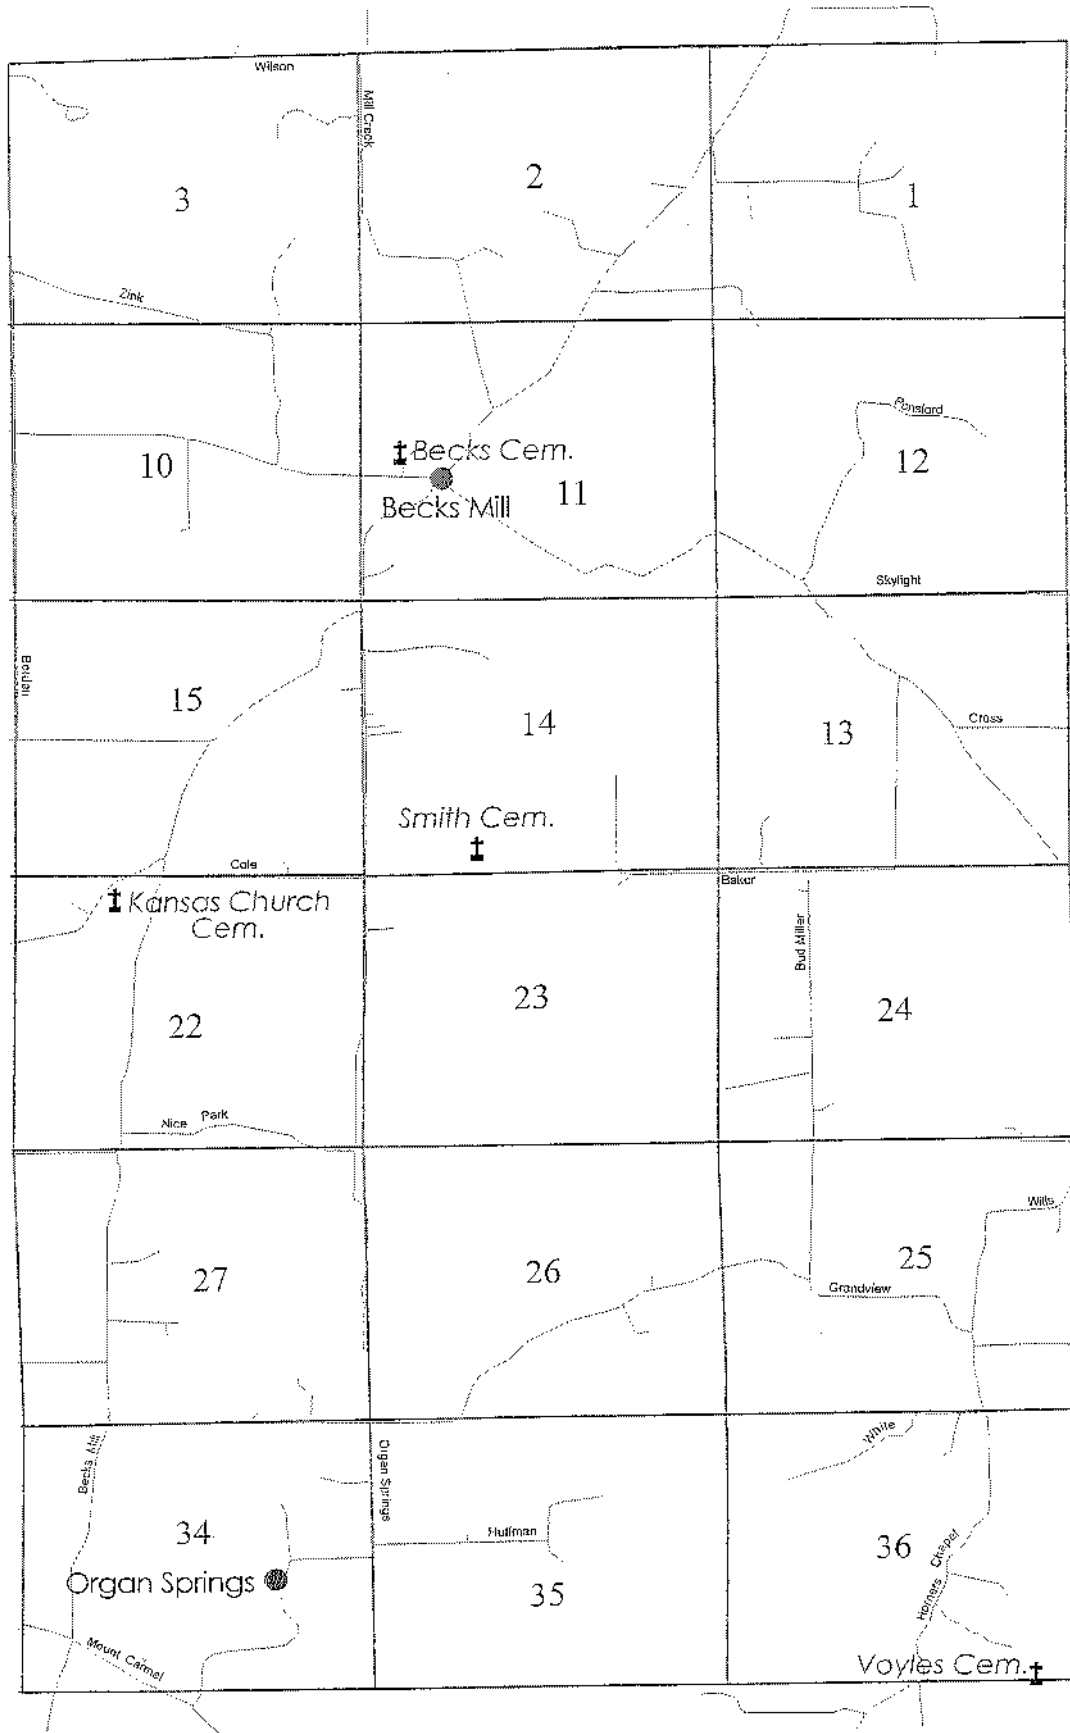 Wilson
Mill Creek
3
2
1
Zink
Ponsford
Becks Cem.
10
11
12
Becks Mill
Skylight
Borden
15
14
13
Cross
Smith Cem.
Cole
Baker
Kansas Church
Cem.
Bud Miller
22
23
24
Nice Park
Wills
27
26
25
Grandview
Becks Mill
Organ Springs
White
34
Huffman
36
Organ Springs
35
Horners Chapel
Mount Carmel
Voyles Cem.